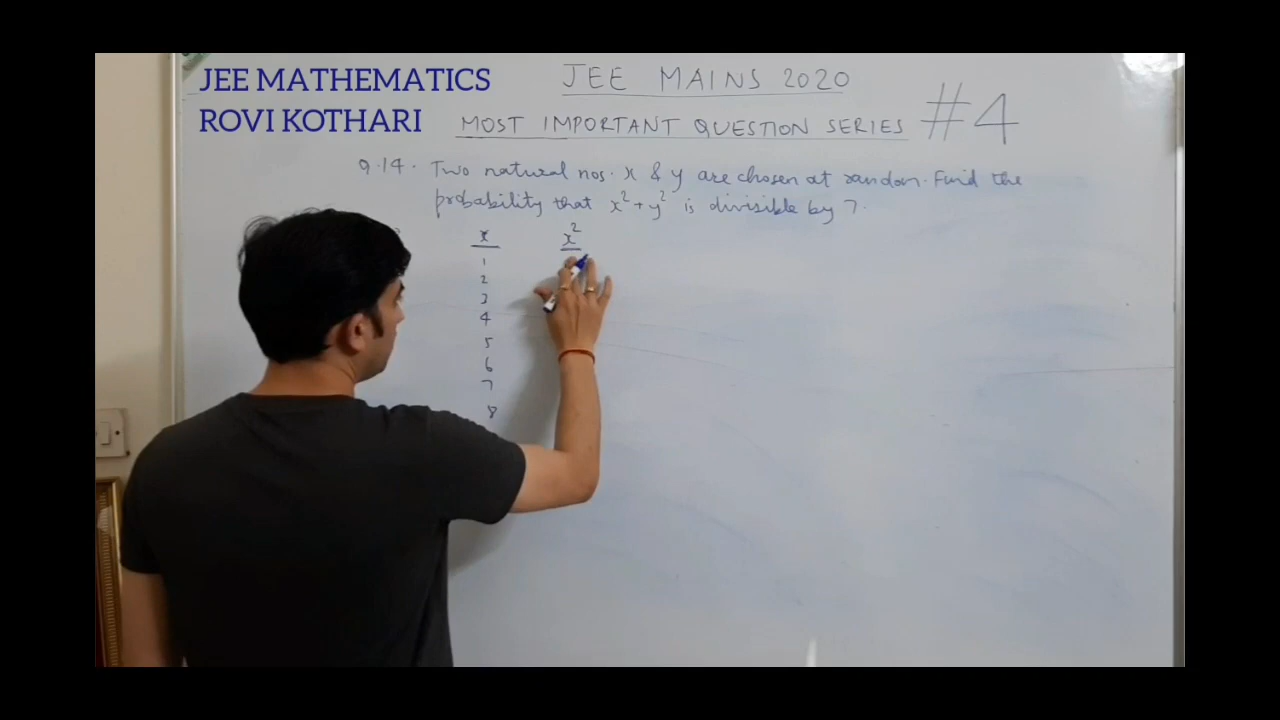 JEE MATHEMATICS
ROVI KOTHARI
JEE MAINS 2020
MOST IMPORTANT QUESTION SERIES #4
Q.14. Two natural nos. x & y are chosen at random. Find the
probability that x² + y² is divisible by 7.
x x²
1
2
3
4
5
6
7
8